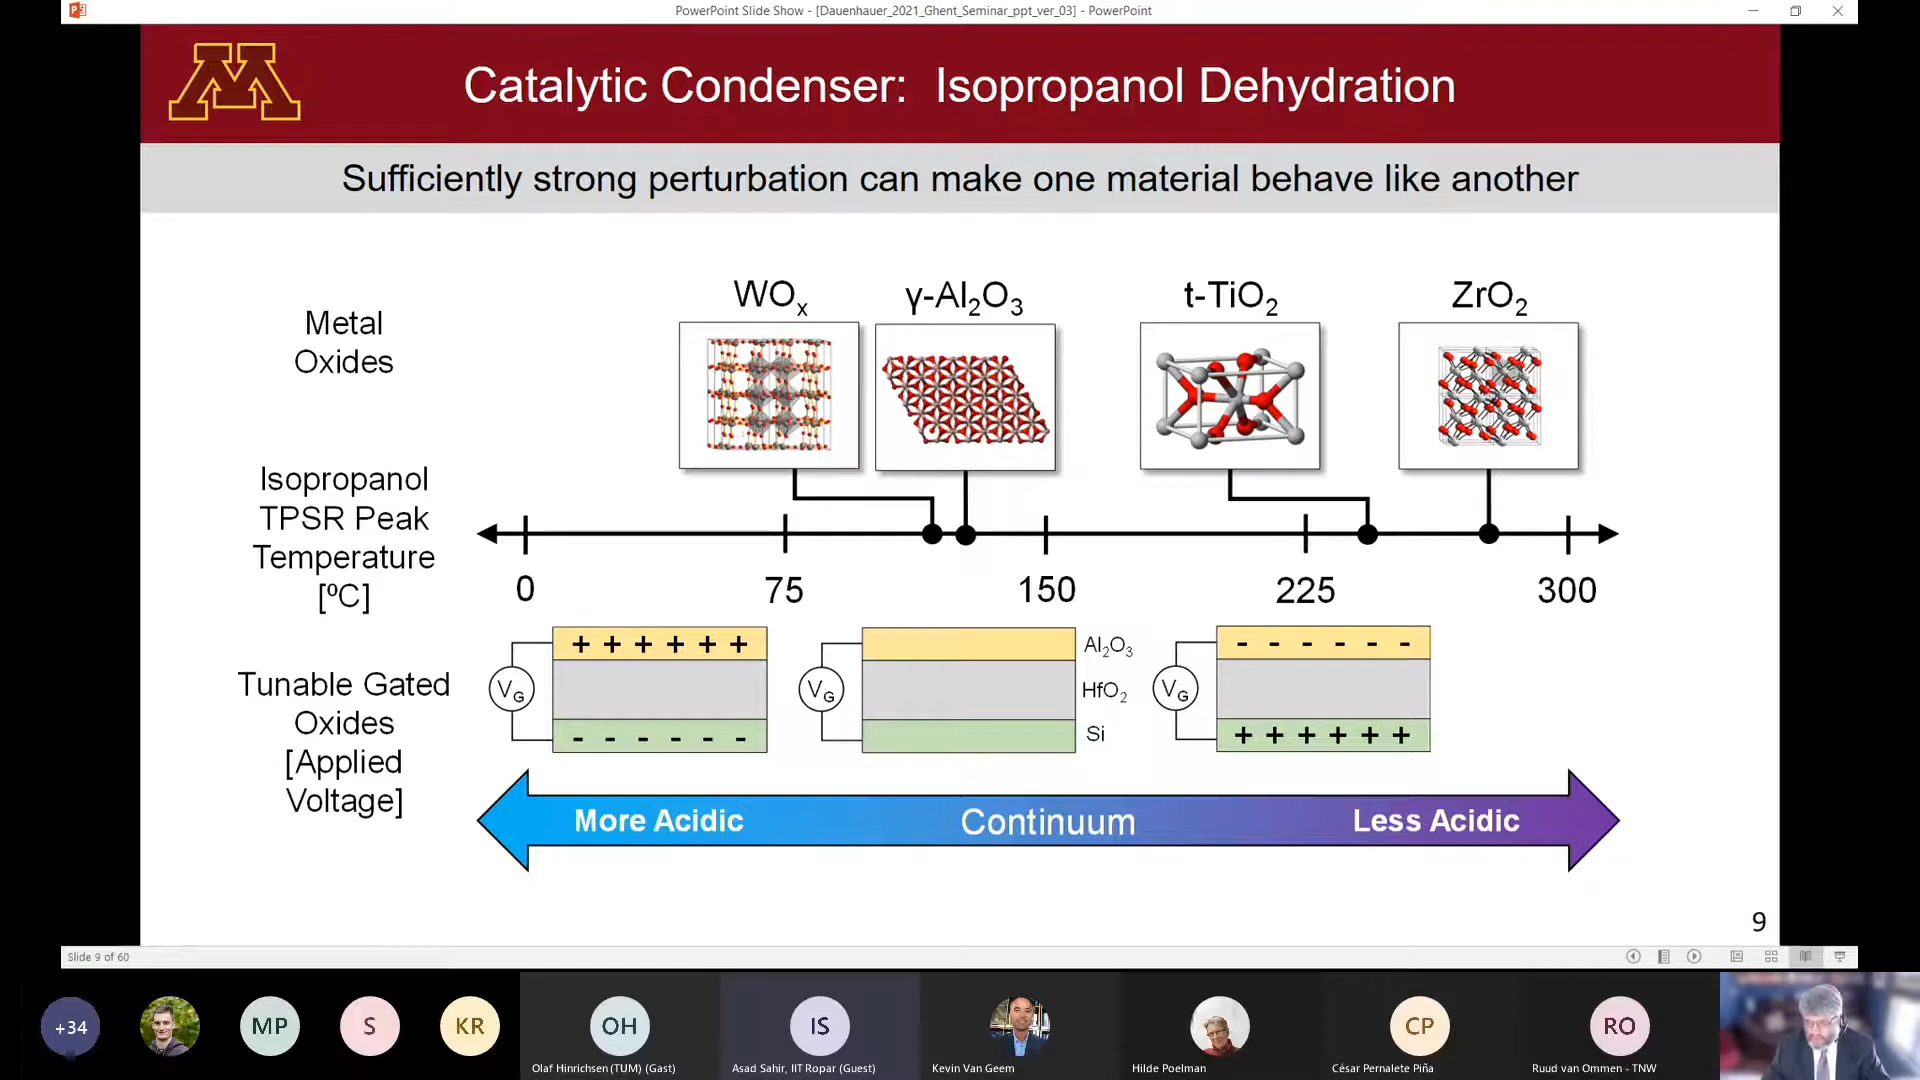 PowerPoint Slide Show - [Dauenhauer_2021_Ghent_Seminar_ppt_ver_03] - PowerPoint
M
Catalytic Condenser: Isopropanol Dehydration
Sufficiently strong perturbation can make one material behave like another
WOₓ γ-Al₂O₃ t-TiO₂ ZrO₂
Metal
Oxides
Isopropanol
TPSR Peak
Temperature
[ºC]
0 75 150 225 300
Tunable Gated
Oxides
[Applied
Voltage]
+ + + + + +
V_G
- - - - - -
V_G
Al₂O₃
HfO₂
Si
- - - - - -
V_G
+ + + + + +
More Acidic Continuum Less Acidic
9
Slide 9 of 60
+34 MP S KR OH IS CP RO
Olaf Hinrichsen (TUM) (Gast) Asad Sahir, IIT Ropar (Guest) Kevin Van Geem Hilde Poelman César Pernalete Piña Ruud van Ommen - TNW